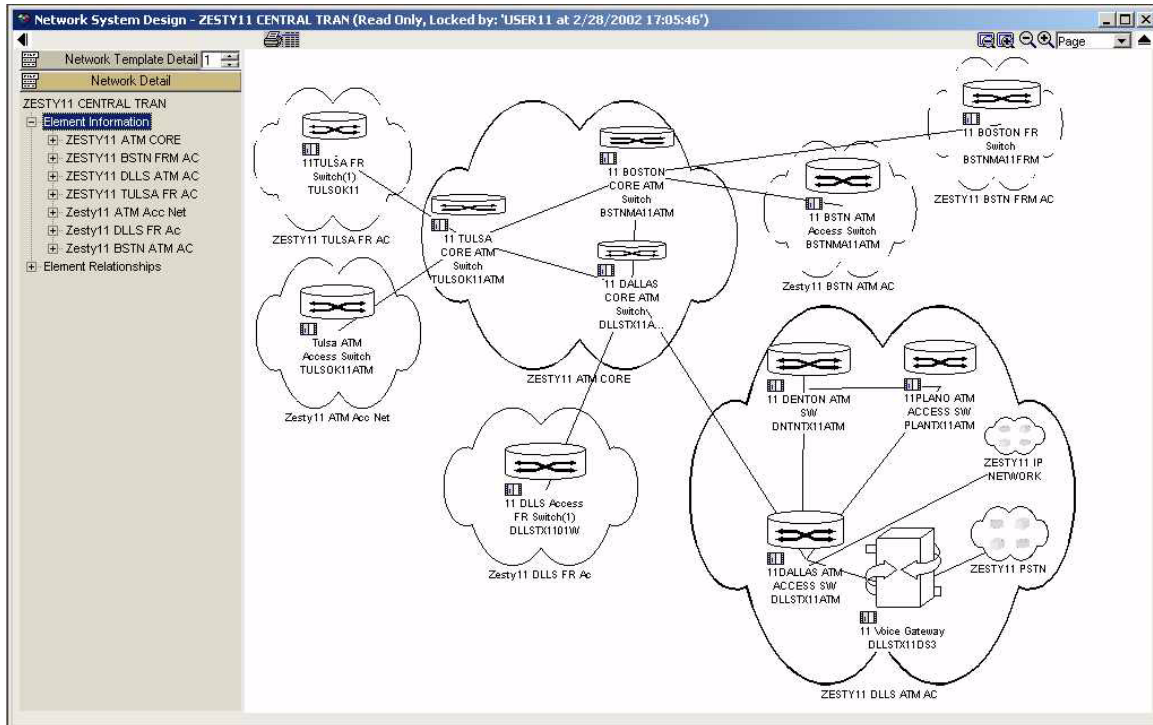 Network System Design - ZESTY11 CENTRAL TRAN (Read Only, Locked by: 'USER11 at 2/28/2002 17:05:46')
Page
Network Template Detail 1
Network Detail
ZESTY11 CENTRAL TRAN
Element Information
ZESTY11 ATM CORE
ZESTY11 BSTN FRM AC
ZESTY11 DLLS ATM AC
ZESTY11 TULSA FR AC
Zesty11 ATM Acc Net
Zesty11 DLLS FR Ac
Zesty11 BSTN ATM AC
Element Relationships
11TULSA FR
Switch(1)
TULSOK11
ZESTY11 TULSA FR AC
11 TULSA
CORE ATM
Switch
TULSOK11ATM
Tulsa ATM
Access Switch
TULSOK11ATM
Zesty11 ATM Acc Net
11 BOSTON
CORE ATM
Switch
BSTNMA11ATM
11 DALLAS
CORE ATM
Switch
DLLSTX11A...
ZESTY11 ATM CORE
11 BOSTON FR
Switch
BSTNMA11FRM
ZESTY11 BSTN FRM AC
11 BSTN ATM
Access Switch
BSTNMA11ATM
Zesty11 BSTN ATM AC
11 DLLS Access
FR Switch(1)
DLLSTX1101W
Zesty11 DLLS FR Ac
11 DENTON ATM
SW
DNTNTX11ATM
11PLANO ATM
ACCESS SW
PLANTX11ATM
ZESTY11 IP
NETWORK
11DALLAS ATM
ACCESS SW
DLLSTX11ATM
ZESTY11 PSTN
11 Voice Gateway
DLLSTX11DS3
ZESTY11 DLLS ATM AC